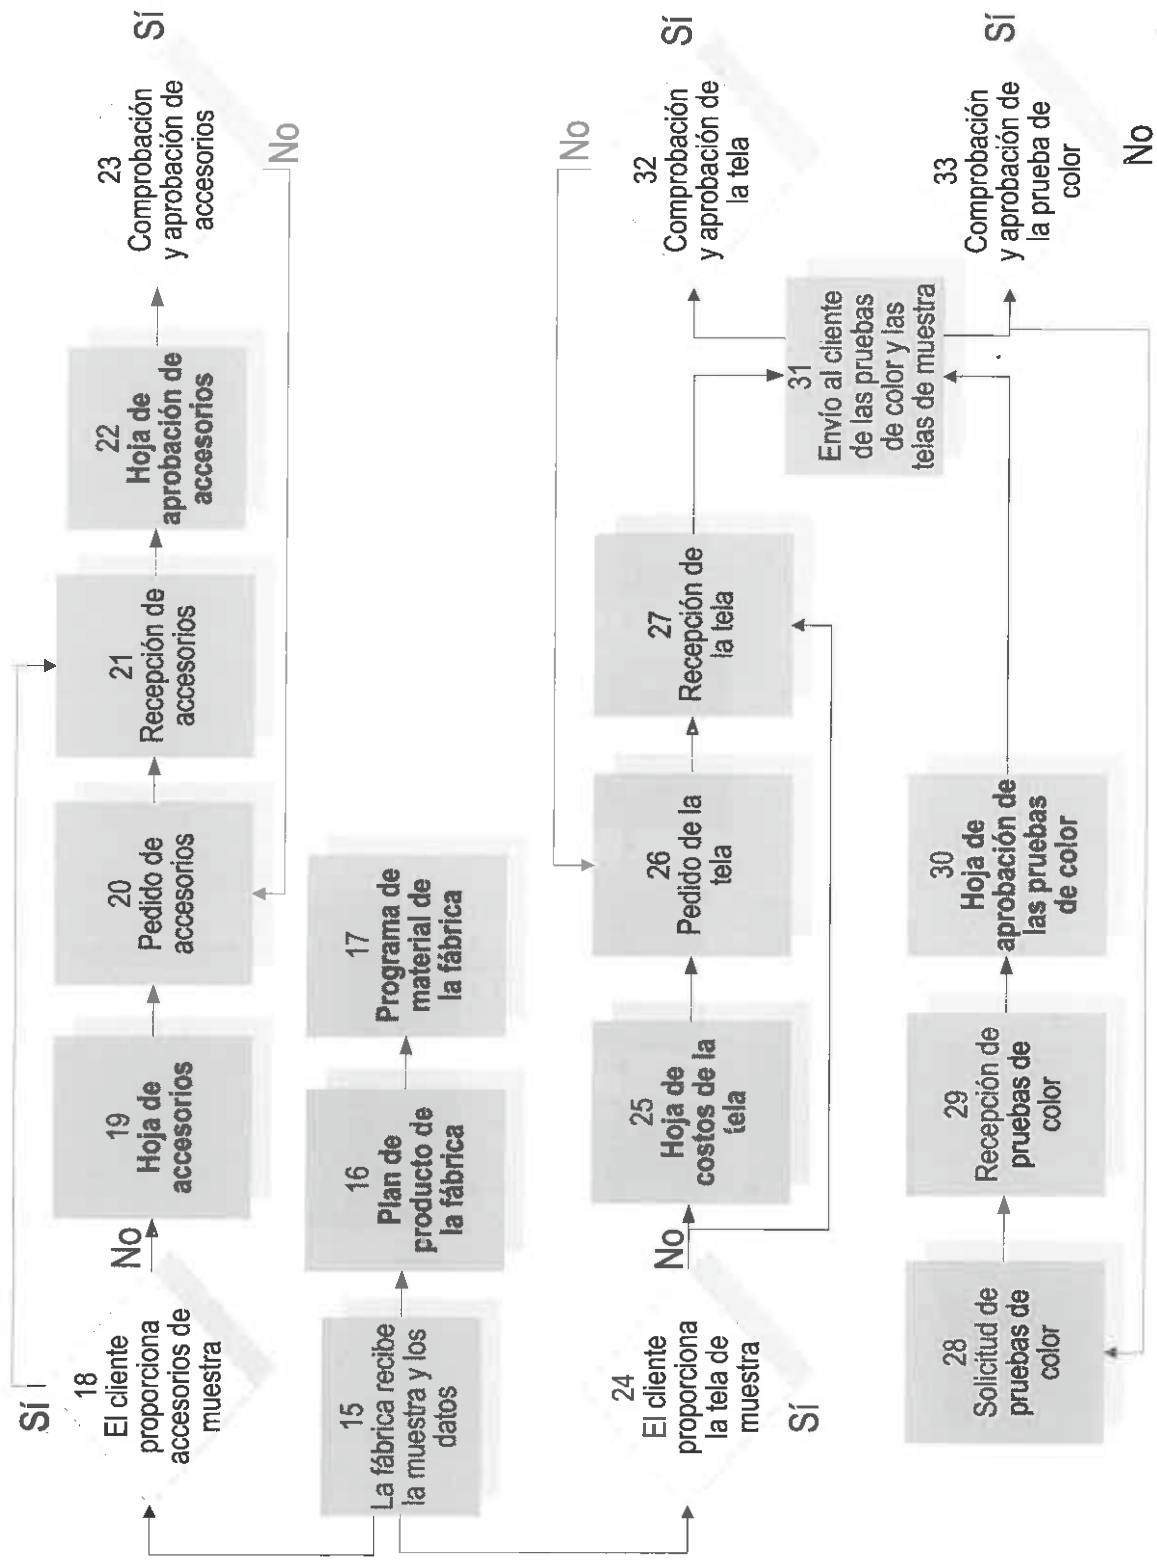 Sí
18
El cliente
proporciona
accesorios de
muestra
No
19
Hoja de
accesorios
20
Pedido de
accesorios
21
Recepción de
accesorios
22
Hoja de
aprobación de
accesorios
23
Comprobación
y aprobación de
accesorios
Sí
No
15
La fábrica recibe
la muestra y los
datos
16
Plan de
producto de
la fábrica
17
Programa de
material de
la fábrica
24
El cliente
proporciona
la tela de
muestra
Sí
No
25
Hoja de
costos de la
tela
26
Pedido de la
tela
27
Recepción de
la tela
No
32
Comprobación
y aprobación de
la tela
Sí
31
Envío al cliente
de las pruebas
de color y las
telas de muestra
28
Solicitud de
pruebas de
color
29
Recepción de
pruebas de
color
30
Hoja de
aprobación de
las pruebas
de color
33
Comprobación
y aprobación de
la prueba de
color
Sí
No